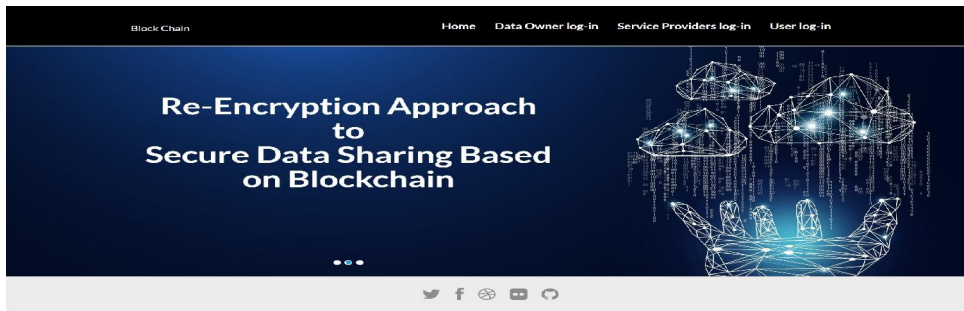 Block Chain
Home Data Owner log-in Service Providers log-in User log-in
Re-Encryption Approach
to
Secure Data Sharing Based
on Blockchain